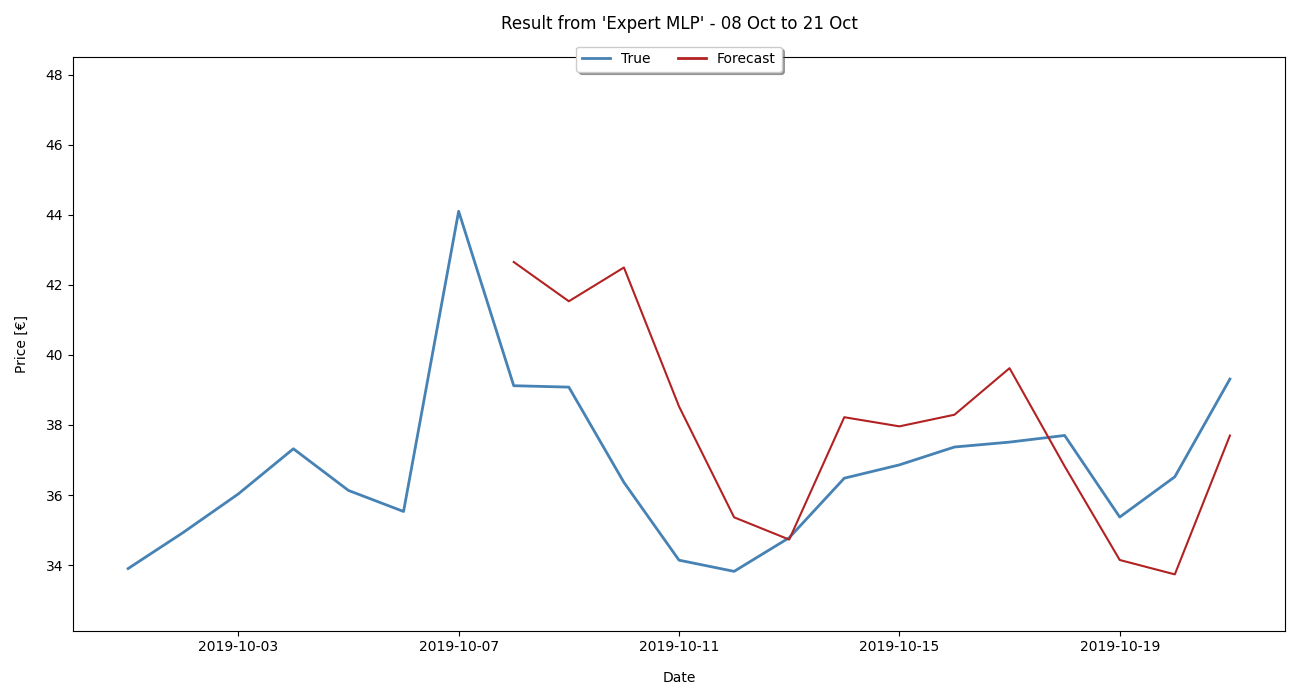 Result from 'Expert MLP' - 08 Oct to 21 Oct
True Forecast
48
46
44
42
40
38
36
34
Price [€]
2019-10-03 2019-10-07 2019-10-11 2019-10-15 2019-10-19
Date